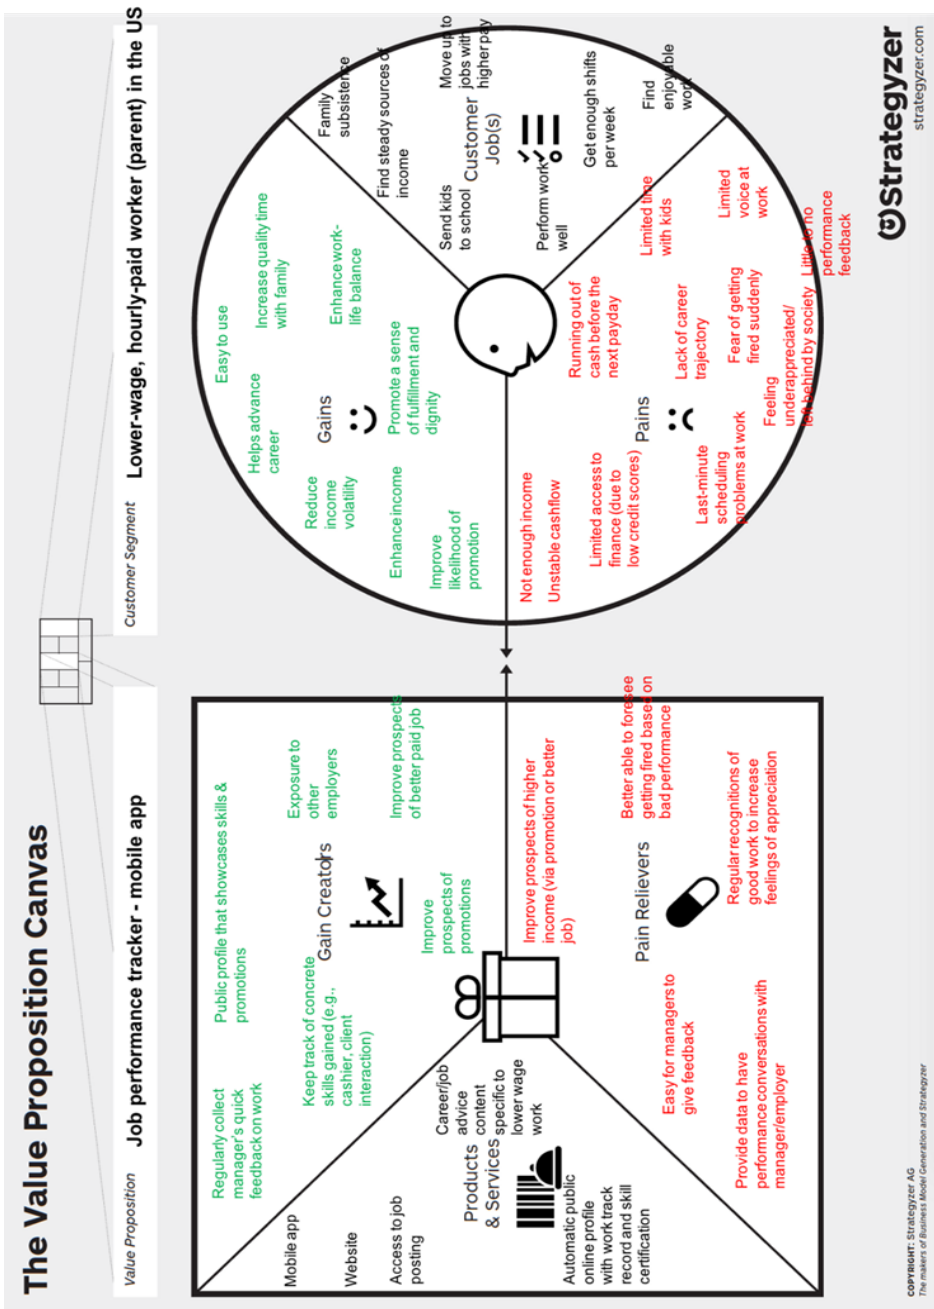 The Value Proposition Canvas
Value Proposition
Job performance tracker - mobile app
Customer Segment
Lower-wage, hourly-paid worker (parent) in the US
Regularly collect
manager's quick
feedback on work
Public profile that showcases skills &
promotions
Keep track of concrete
skills gained (e.g.,
cashier, client
interaction)
Gain Creators
Exposure to
other
employers
Improve
prospects of
promotions
Improve prospects
of better paid job
Mobile app
Website
Access to job
posting
Products
& Services
Career/job
advice
content
specific to
lower wage
work
Automatic public
online profile
with work track
record and skill
certification
Improve prospects of higher
income (via promotion or better
job)
Pain Relievers
Better able to foresee
getting fired based on
bad performance
Easy for managers to
give feedback
Regular recognitions of
good work to increase
feelings of appreciation
Provide data to have
performance conversations with
manager/employer
Easy to use
Helps advance
career
Increase quality time
with family
Reduce
income
volatility
Gains
Enhance work-
life balance
Enhance income
Promote a sense
of fulfillment and
dignity
Improve
likelihood of
promotion
Family
subsistence
Find steady sources of
income
Move up to
jobs with
higher pay
Send kids
to school
Customer
Job(s)
Perform work
well
Get enough shifts
per week
Find
enjoyable
work
Not enough income
Unstable cashflow
Running out of
cash before the
next payday
Limited time
with kids
Limited access to
finance (due to
low credit scores)
Pains
Lack of career
trajectory
Limited
voice at
work
Last-minute
scheduling
problems at work
Fear of getting
fired suddenly
Feeling
underappreciated/
left behind by society
Little to no
performance
feedback
COPYRIGHT: Strategyzer AG
The makers of Business Model Generation and Strategyzer
Strategyzer
strategyzer.com